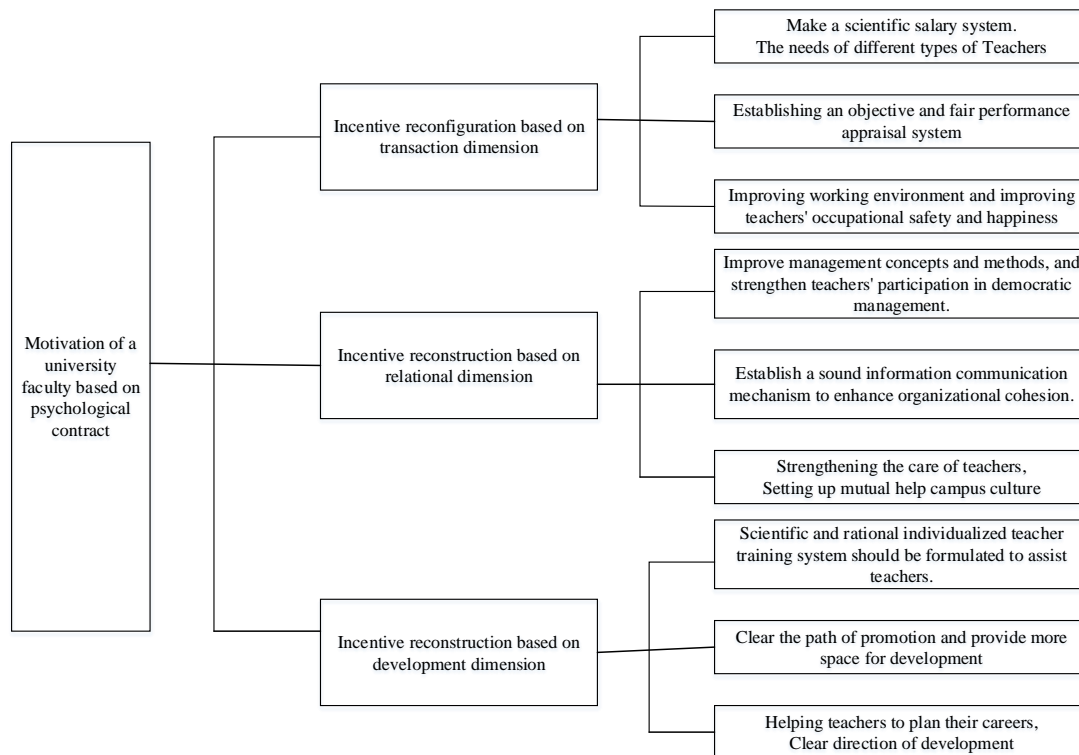 Motivation of a
university
faculty based on
psychological
contract
Incentive reconfiguration based on
transaction dimension
Make a scientific salary system.
The needs of different types of Teachers
Establishing an objective and fair performance
appraisal system
Improving working environment and improving
teachers' occupational safety and happiness
Incentive reconstruction based on
relational dimension
Improve management concepts and methods, and
strengthen teachers' participation in democratic
management.
Establish a sound information communication
mechanism to enhance organizational cohesion.
Strengthening the care of teachers,
Setting up mutual help campus culture
Incentive reconstruction based on
development dimension
Scientific and rational individualized teacher
training system should be formulated to assist
teachers.
Clear the path of promotion and provide more
space for development
Helping teachers to plan their careers,
Clear direction of development